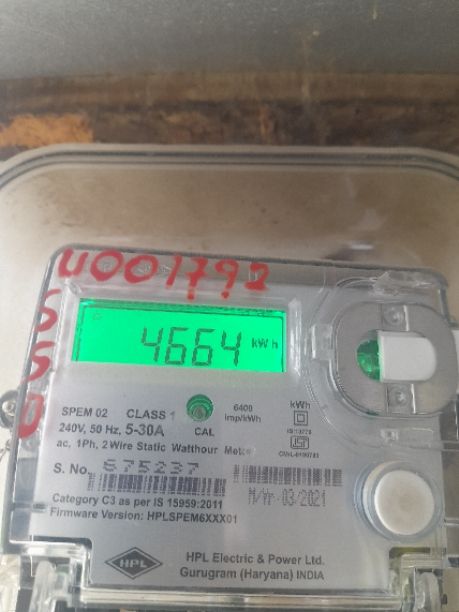 U001792
S
S
D
4664 kWh
SPEM 02 CLASS 1
240V, 50 Hz, 5-30A
ac, 1Ph, 2 Wire Static Watthour Meter
CAL
6400
imp/kWh
kWh
S. No. 575237
M/Yr-03/2021
Category C3 as per IS 15959:2011
Firmware Version: HPLSPEM6XXX01
HPL
HPL Electric & Power Ltd.
Gurugram (Haryana) INDIA